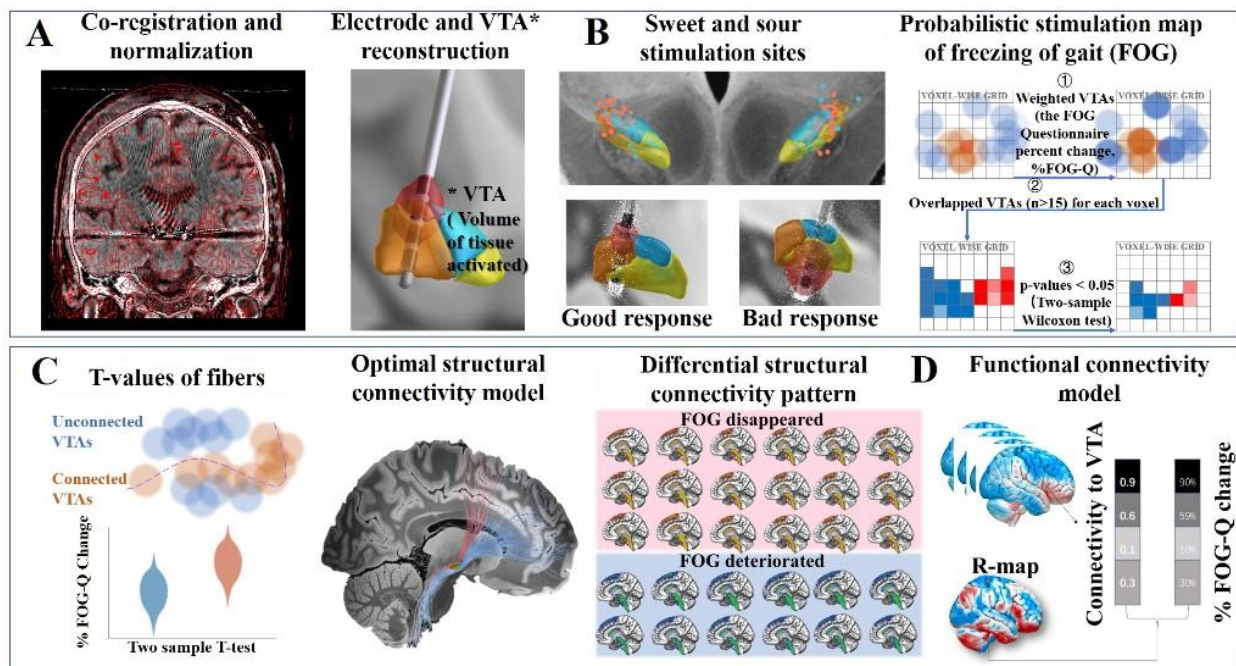 A
Co-registration and
normalization
Electrode and VTA*
reconstruction
* VTA
( Volume
of tissue
activated)
B
Sweet and sour
stimulation sites
Good response
Bad response
Probabilistic stimulation map
of freezing of gait (FOG)
①
VOXEL-WISE GRID
VOXEL-WISE GRID
Weighted VTAs
(the FOG
Questionnaire
percent change,
%FOG-Q)
②
Overlapped VTAs (n>15) for each voxel
VOXEL-WISE GRID
VOXEL-WISE GRID
③
p-values < 0.05
(Two-sample
Wilcoxon test)
C
T-values of fibers
Unconnected
VTAs
Connected
VTAs
% FOG-Q Change
Two sample T-test
Optimal structural
connectivity model
Differential structural
connectivity pattern
FOG disappeared
FOG deteriorated
D
Functional connectivity
model
R-map
Connectivity to VTA
0.9
0.6
0.1
0.3
90%
59%
10%
30%
% FOG-Q change